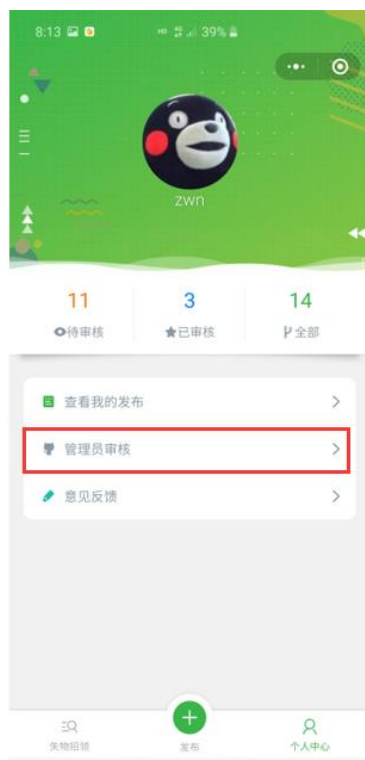 8:13 HD 4G 39%
zwn
11 3 14
待审核 已审核 全部
查看我的发布
管理员审核
意见反馈
失物招领 发布 个人中心